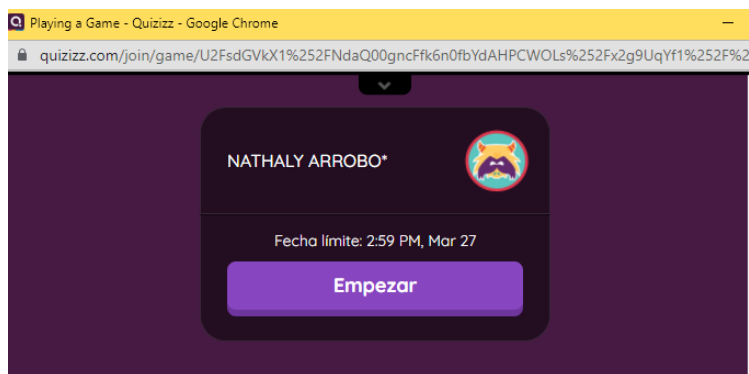 Playing a Game - Quizizz - Google Chrome
quizizz.com/join/game/U2FsdGVkX1%252FNdaQ00gncFfk6n0fbYdAHPCWOLs%252Fx2g9UqYf1%252F%2
NATHALY ARROBO*
Fecha límite: 2:59 PM, Mar 27
Empezar